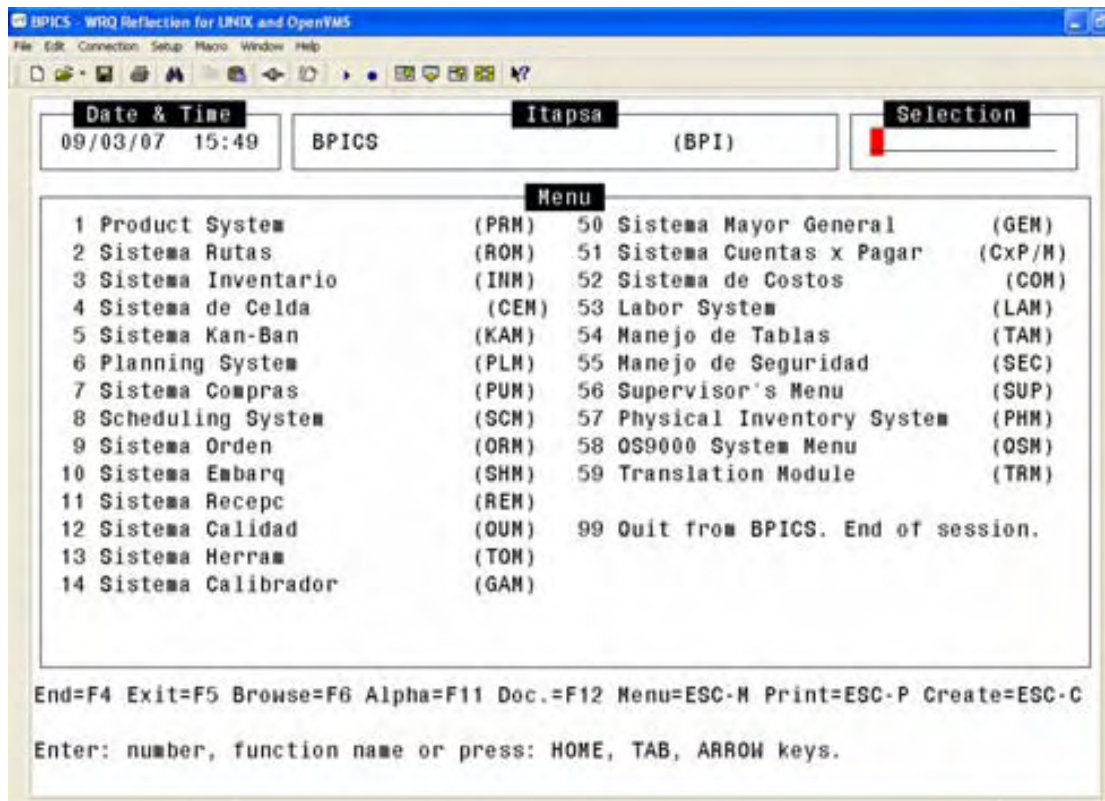 BPICS - WRQ Reflection for UNIX and OpenVMS
File Edit Connection Setup Macro Window Help
Date & Time Itapsa Selection
09/03/07 15:49 BPICS (BPI)
Menu
1 Product System (PRM) 50 Sistema Mayor General (GEM)
2 Sistema Rutas (ROM) 51 Sistema Cuentas x Pagar (CxP/M)
3 Sistema Inventario (INM) 52 Sistema de Costos (COM)
4 Sistema de Celda (CEM) 53 Labor System (LAM)
5 Sistema Kan-Ban (KAM) 54 Manejo de Tablas (TAM)
6 Planning System (PLM) 55 Manejo de Seguridad (SEC)
7 Sistema Compras (PUM) 56 Supervisor's Menu (SUP)
8 Scheduling System (SCM) 57 Physical Inventory System (PHM)
9 Sistema Orden (ORM) 58 QS9000 System Menu (QSM)
10 Sistema Embarq (SHM) 59 Translation Module (TRM)
11 Sistema Recepc (REM)
12 Sistema Calidad (QUM) 99 Quit from BPICS. End of session.
13 Sistema Herram (TOM)
14 Sistema Calibrador (GAM)
End=F4 Exit=F5 Browse=F6 Alpha=F11 Doc.=F12 Menu=ESC-M Print=ESC-P Create=ESC-C
Enter: number, function name or press: HOME, TAB, ARROW keys.